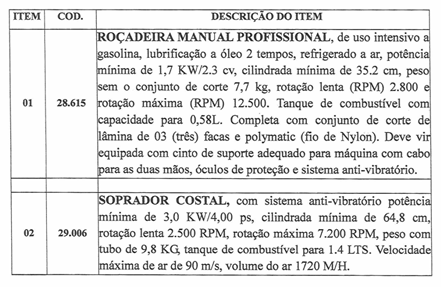 ITEM COD. DESCRIÇÃO DO ITEM
ROÇADEIRA MANUAL PROFISSIONAL, de uso intensivo a
gasolina, lubrificação a óleo 2 tempos, refrigerado a ar, potência
mínima de 1,7 KW/2.3 cv, cilindrada mínima de 35.2 cm, peso
sem o conjunto de corte 7,7 kg, rotação lenta (RPM) 2.800 e
01 28.615 rotação máxima (RPM) 12.500. Tanque de combustível com
capacidade para 0,58L. Completa com conjunto de corte de
lâmina de 03 (três) facas e polymatic (fio de Nylon). Deve vir
equipada com cinto de suporte adequado para máquina com cabo
para as duas mãos, óculos de proteção e sistema anti-vibratório.
SOPRADOR COSTAL, com sistema anti-vibratório potência
mínima de 3,0 KW/4,00 ps, cilindrada mínima de 64,8 cm,
02 29.006 rotação lenta 2.500 RPM, rotação máxima 7.200 RPM, peso com
tubo de 9,8 KG, tanque de combustível para 1.4 LTS. Velocidade
máxima de ar de 90 m/s, volume do ar 1720 M/H.